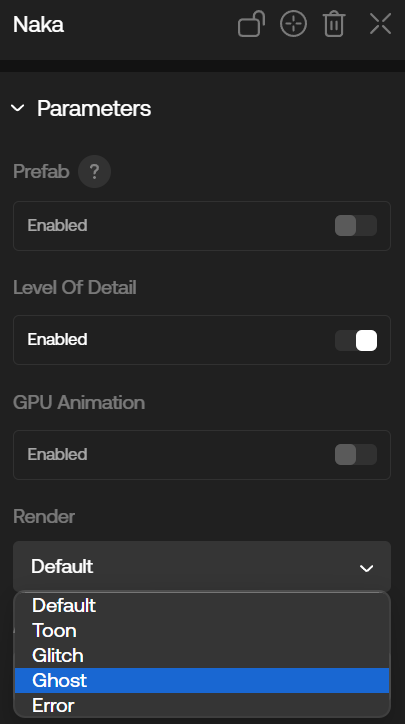 Naka
Parameters
Prefab ?
Enabled
Level Of Detail
Enabled
GPU Animation
Enabled
Render
Default
Default
Toon
Glitch
Ghost
Error